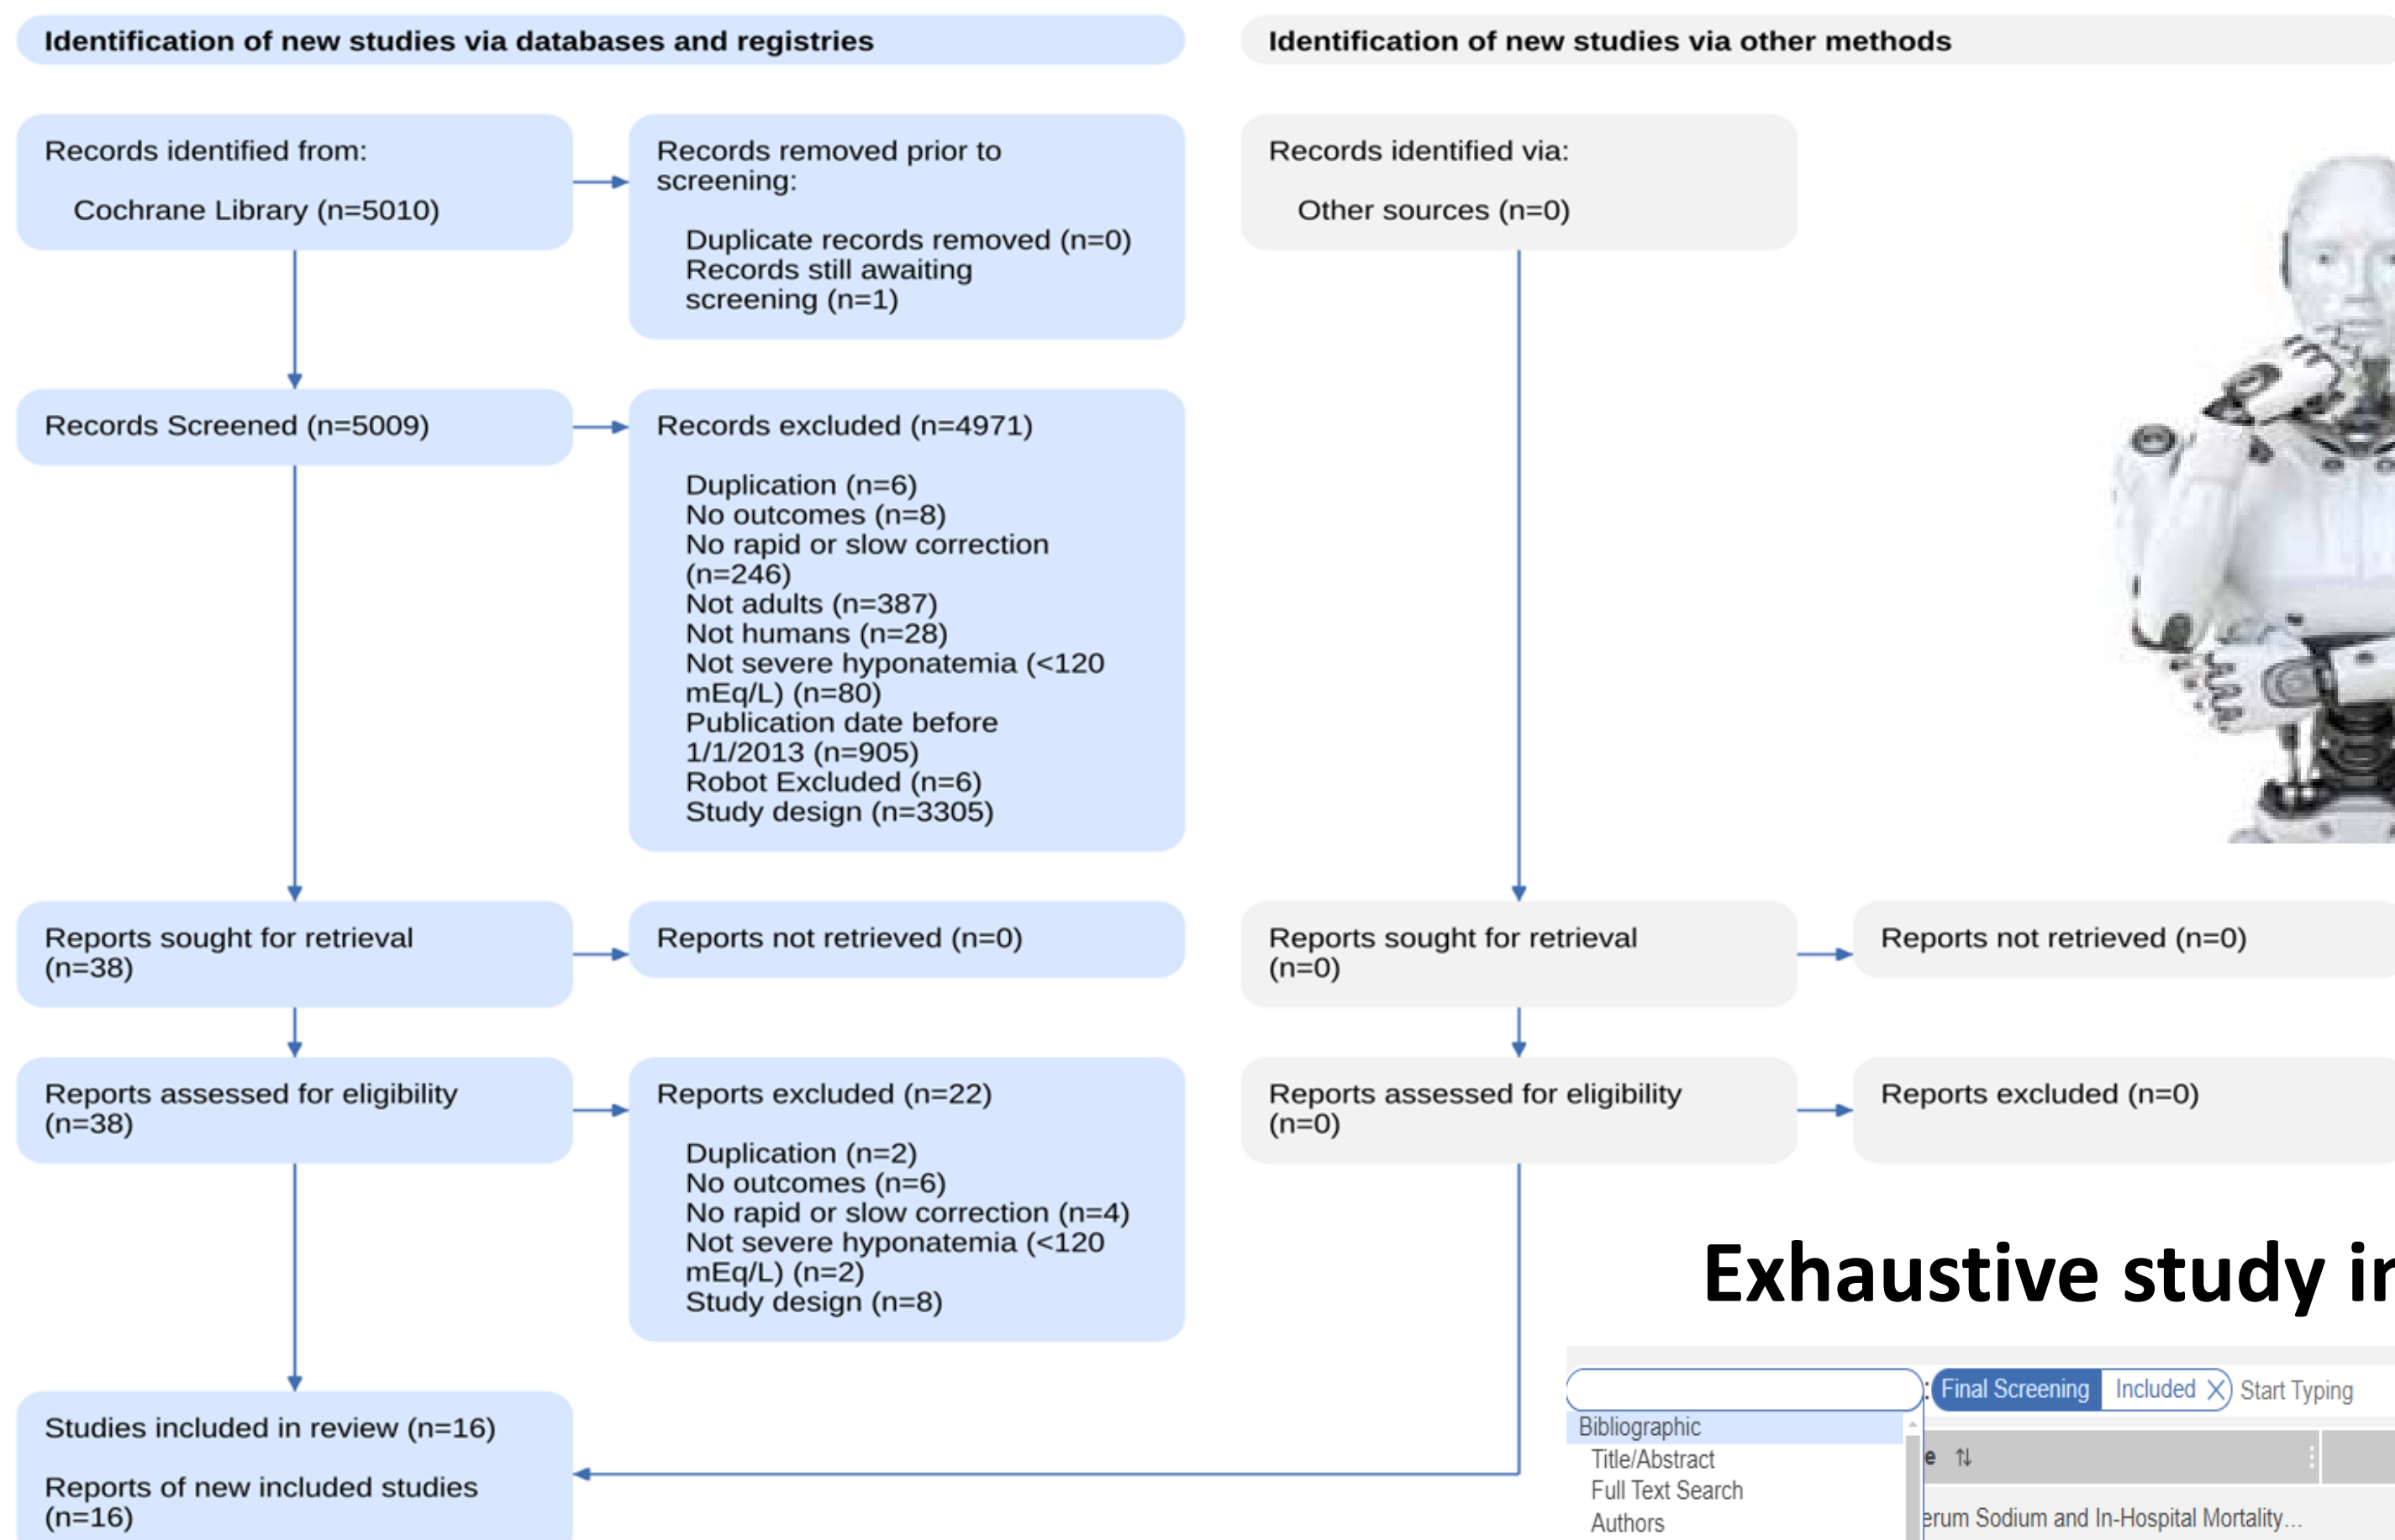 Identification of new studies via databases and registries
Identification of new studies via other methods
Records identified from:
Cochrane Library (n=5010)
Records removed prior to
screening:
Duplicate records removed (n=0)
Records still awaiting
screening (n=1)
Records identified via:
Other sources (n=0)
Records Screened (n=5009)
Records excluded (n=4971)
Duplication (n=6)
No outcomes (n=8)
No rapid or slow correction
(n=246)
Not adults (n=387)
Not humans (n=28)
Not severe hyponatemia (<120
mEq/L) (n=80)
Publication date before
1/1/2013 (n=905)
Robot Excluded (n=6)
Study design (n=3305)
Reports sought for retrieval
(n=38)
Reports not retrieved (n=0)
Reports sought for retrieval
(n=0)
Reports not retrieved (n=0)
Reports assessed for eligibility
(n=38)
Reports excluded (n=22)
Duplication (n=2)
No outcomes (n=6)
No rapid or slow correction (n=4)
Not severe hyponatemia (<120
mEq/L) (n=2)
Study design (n=8)
Reports assessed for eligibility
(n=0)
Reports excluded (n=0)
Studies included in review (n=16)
Reports of new included studies
(n=16)
Exhaustive study
: Final Screening Included X Start Typing
Bibliographic
Title/Abstract
Full Text Search
Authors
e
erum Sodium and In-Hospital Mortality...